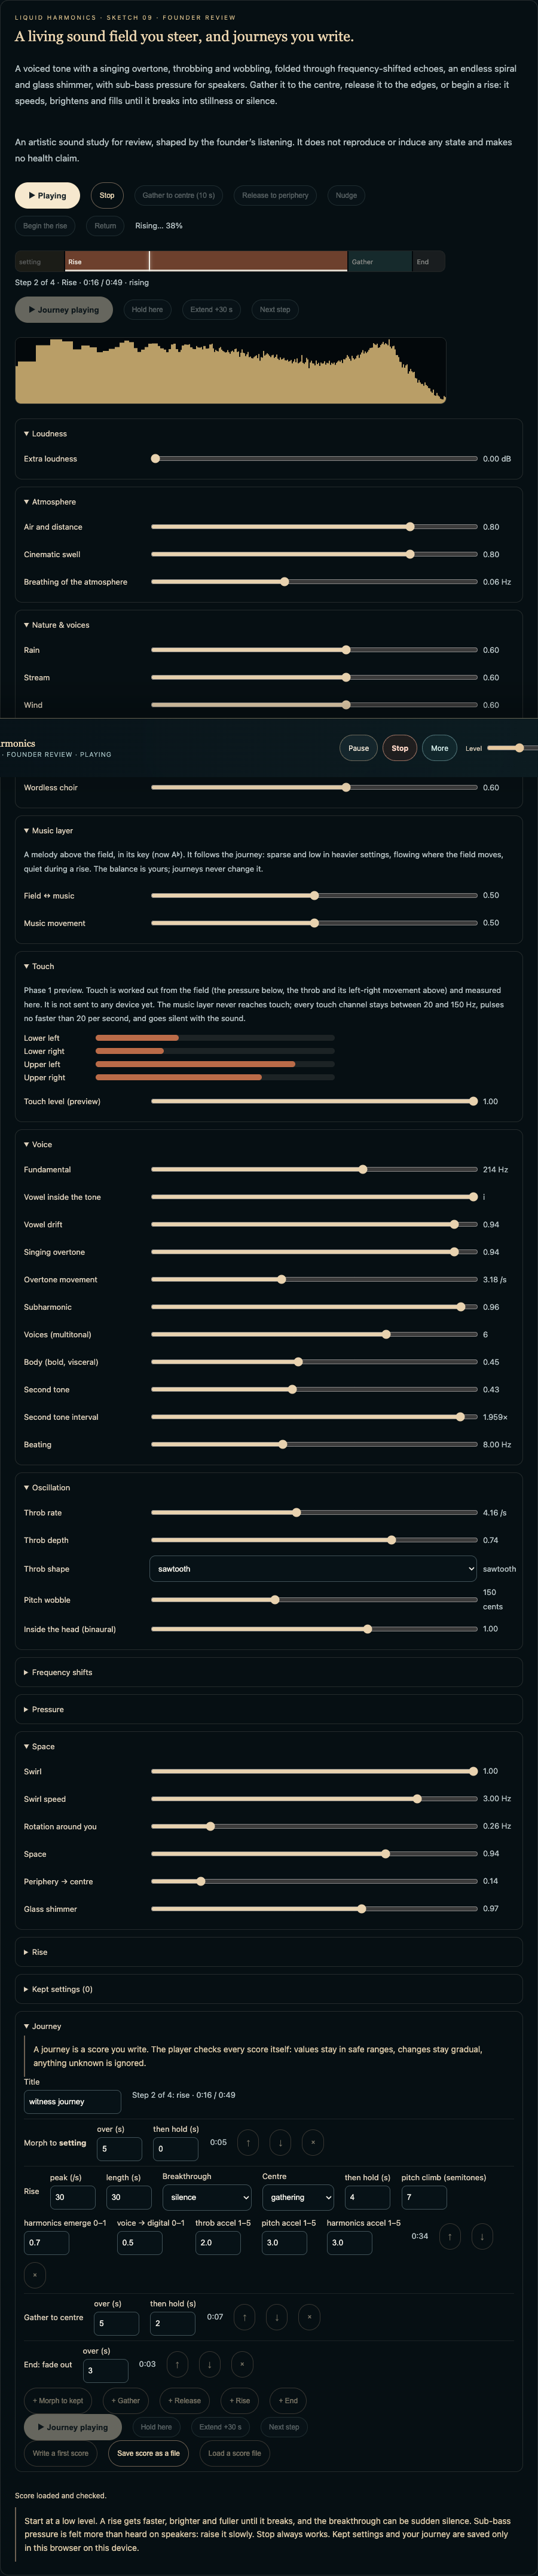 LIQUID HARMONICS · SKETCH 09 · FOUNDER REVIEW
A living sound field you steer, and journeys you write.
A voiced tone with a singing overtone, throbbing and wobbling, folded through frequency-shifted echoes, an endless spiral
and glass shimmer, with sub-bass pressure for speakers. Gather it to the centre, release it to the edges, or begin a rise: it
speeds, brightens and fills until it breaks into stillness or silence.
An artistic sound study for review, shaped by the founder's listening. It does not reproduce or induce any state and makes
no health claim.
▶ Playing Stop Gather to centre (10 s) Release to periphery Nudge
Begin the rise Return Rising… 38%
setting Rise Gather End
Step 2 of 4 · Rise · 0:16 / 0:49 · rising
▶ Journey playing Hold here Extend +30 s Next step
▼ Loudness
Extra loudness 0.00 dB
▼ Atmosphere
Air and distance 0.80
Cinematic swell 0.80
Breathing of the atmosphere 0.06 Hz
▼ Nature & voices
Rain 0.60
Stream 0.60
Wind 0.60
rmonics
· FOUNDER REVIEW · PLAYING
Pause Stop More Level
Wordless choir 0.60
▼ Music layer
A melody above the field, in its key (now A♭). It follows the journey: sparse and low in heavier settings, flowing where the field moves,
quiet during a rise. The balance is yours; journeys never change it.
Field ↔ music 0.50
Music movement 0.50
▼ Touch
Phase 1 preview. Touch is worked out from the field (the pressure below, the throb and its left-right movement above) and measured
here. It is not sent to any device yet. The music layer never reaches touch; every touch channel stays between 20 and 150 Hz, pulses
no faster than 20 per second, and goes silent with the sound.
Lower left
Lower right
Upper left
Upper right
Touch level (preview) 1.00
▼ Voice
Fundamental 214 Hz
Vowel inside the tone i
Vowel drift 0.94
Singing overtone 0.94
Overtone movement 3.18 /s
Subharmonic 0.96
Voices (multitonal) 6
Body (bold, visceral) 0.45
Second tone 0.43
Second tone interval 1.959×
Beating 8.00 Hz
▼ Oscillation
Throb rate 4.16 /s
Throb depth 0.74
Throb shape sawtooth sawtooth
Pitch wobble 150
cents
Inside the head (binaural) 1.00
▶ Frequency shifts
▶ Pressure
▼ Space
Swirl 1.00
Swirl speed 3.00 Hz
Rotation around you 0.26 Hz
Space 0.94
Periphery → centre 0.14
Glass shimmer 0.97
▶ Rise
▶ Kept settings (0)
▼ Journey
A journey is a score you write. The player checks every score itself: values stay in safe ranges, changes stay gradual,
anything unknown is ignored.
Title
witness journey Step 2 of 4: rise · 0:16 / 0:49
over (s) then hold (s)
Morph to setting 5 0 0:05 ↑ ↓ ×
peak (/s) length (s) Breakthrough Centre then hold (s) pitch climb (semitones)
Rise 30 30 silence gathering 4 7
harmonics emerge 0–1 voice → digital 0–1 throb accel 1–5 pitch accel 1–5 harmonics accel 1–5
0.7 0.5 2.0 3.0 3.0 0:34 ↑ ↓
×
over (s) then hold (s)
Gather to centre 5 2 0:07 ↑ ↓ ×
over (s)
End: fade out 3 0:03 ↑ ↓ ×
+ Morph to kept + Gather + Release + Rise + End
▶ Journey playing Hold here Extend +30 s Next step
Write a first score Save score as a file Load a score file
Score loaded and checked.
Start at a low level. A rise gets faster, brighter and fuller until it breaks, and the breakthrough can be sudden silence. Sub-bass
pressure is felt more than heard on speakers: raise it slowly. Stop always works. Kept settings and your journey are saved only
in this browser on this device.